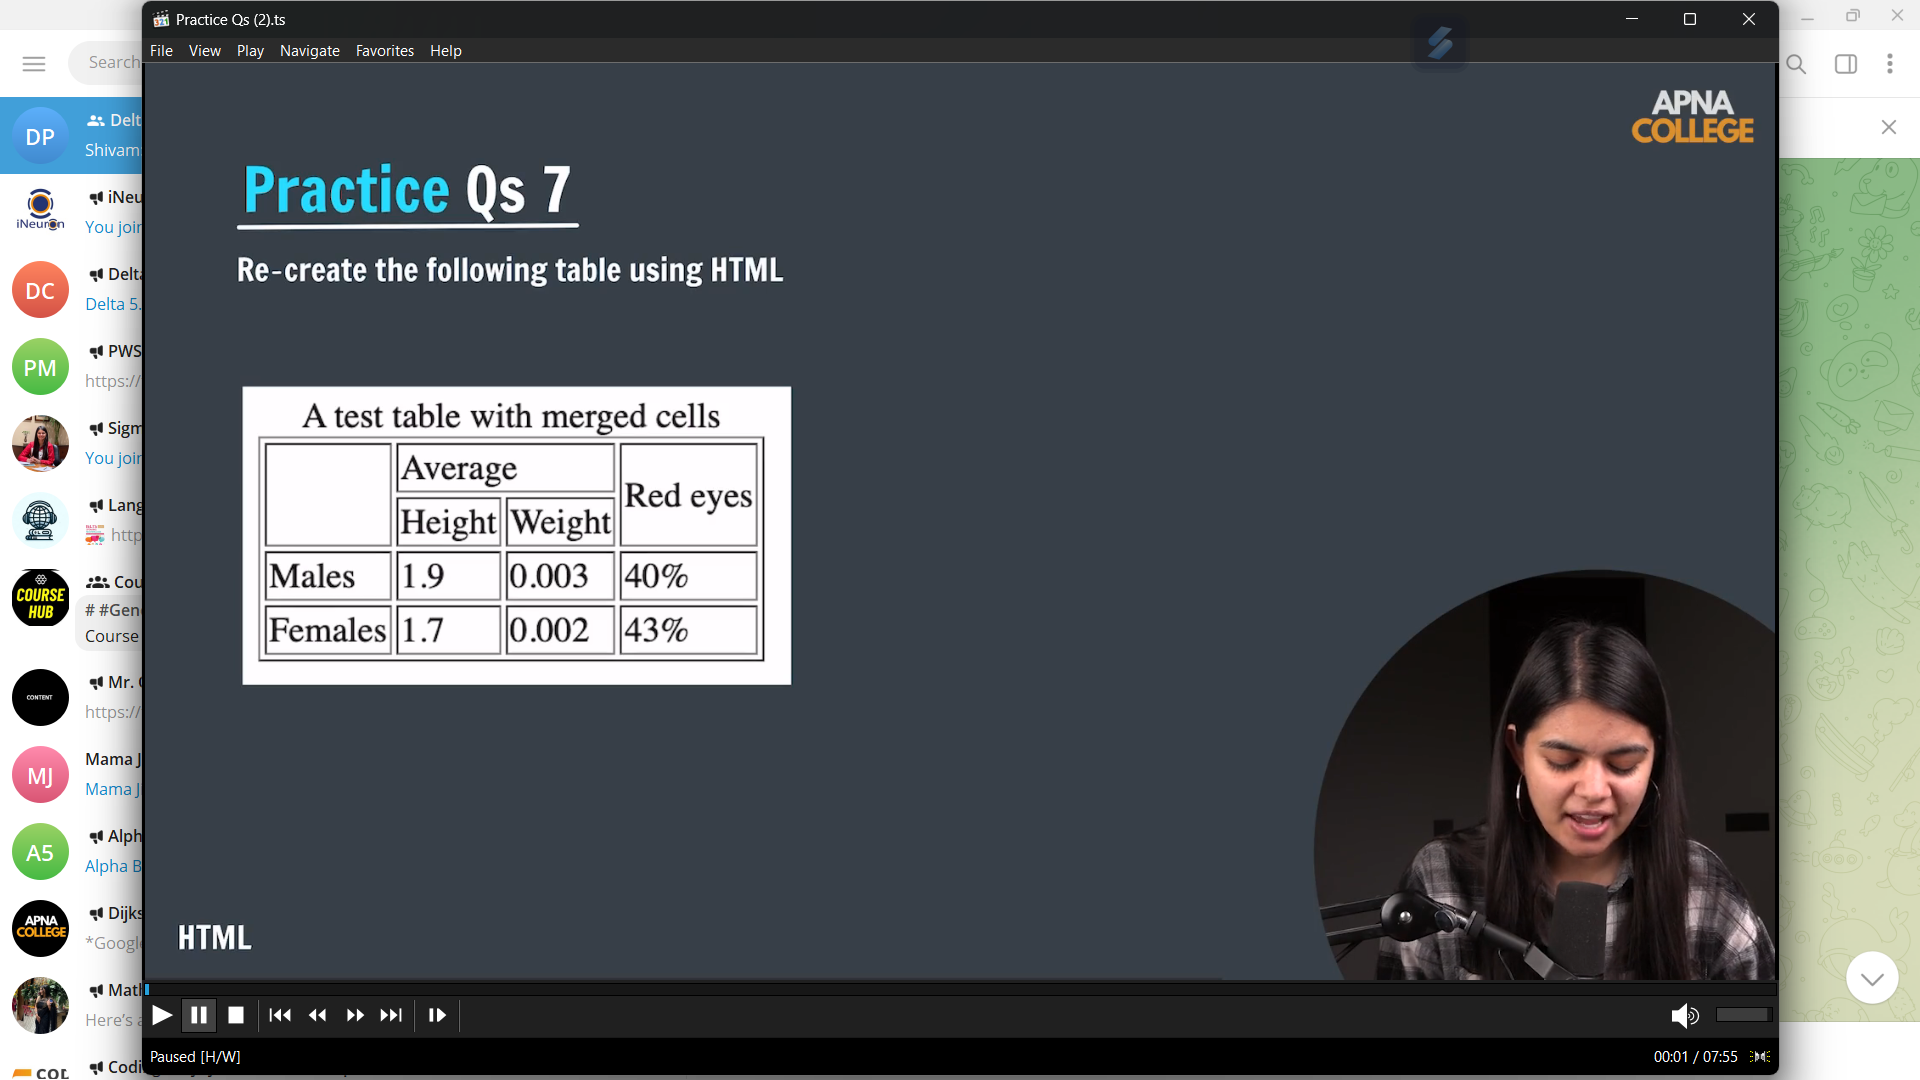 Practice Qs (2).ts
File View Play Navigate Favorites Help
Search
DP
Delt
Shivam
iNeuron
iNeu
You join
DC
Delta
Delta 5.
PM
PWS
https://
Sigm
You join
Lang
http
COURSE
HUB
Cou
# #Gen
Course
CONTENT
Mr.
https://
MJ
Mama J
Mama J
A5
Alph
Alpha B
APNA
COLLEGE
Dijks
*Googl
Math
Here's a
Codi
APNA
COLLEGE
Practice Qs 7
Re-create the following table using HTML
A test table with merged cells
Average Red eyes
Height Weight
Males 1.9 0.003 40%
Females 1.7 0.002 43%
HTML
Paused [H/W]
00:01 / 07:55